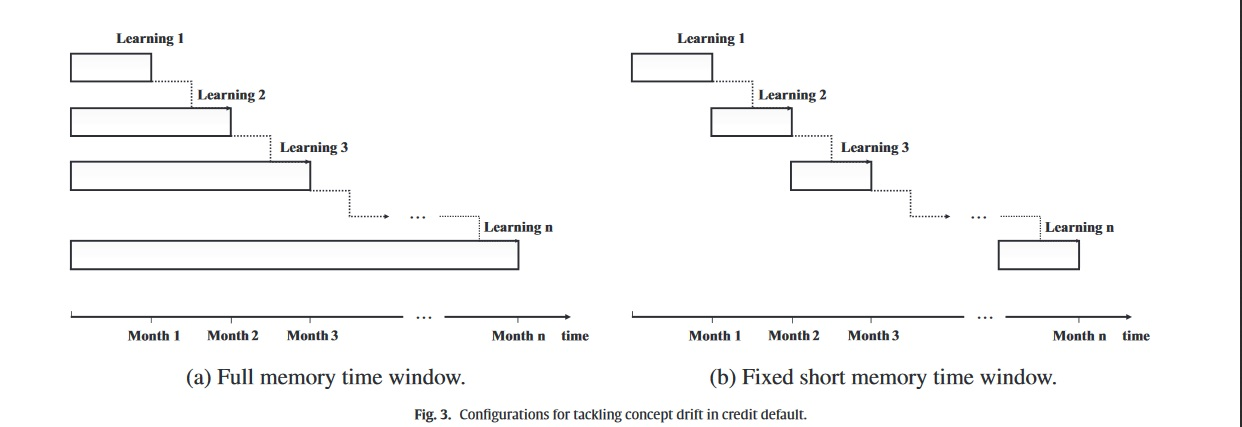 Learning 1
Learning 2
Learning 3
...
Learning n
...
Month 1 Month 2 Month 3 Month n time
(a) Full memory time window.
Learning 1
Learning 2
Learning 3
...
Learning n
...
Month 1 Month 2 Month 3 Month n time
(b) Fixed short memory time window.
Fig. 3. Configurations for tackling concept drift in credit default.